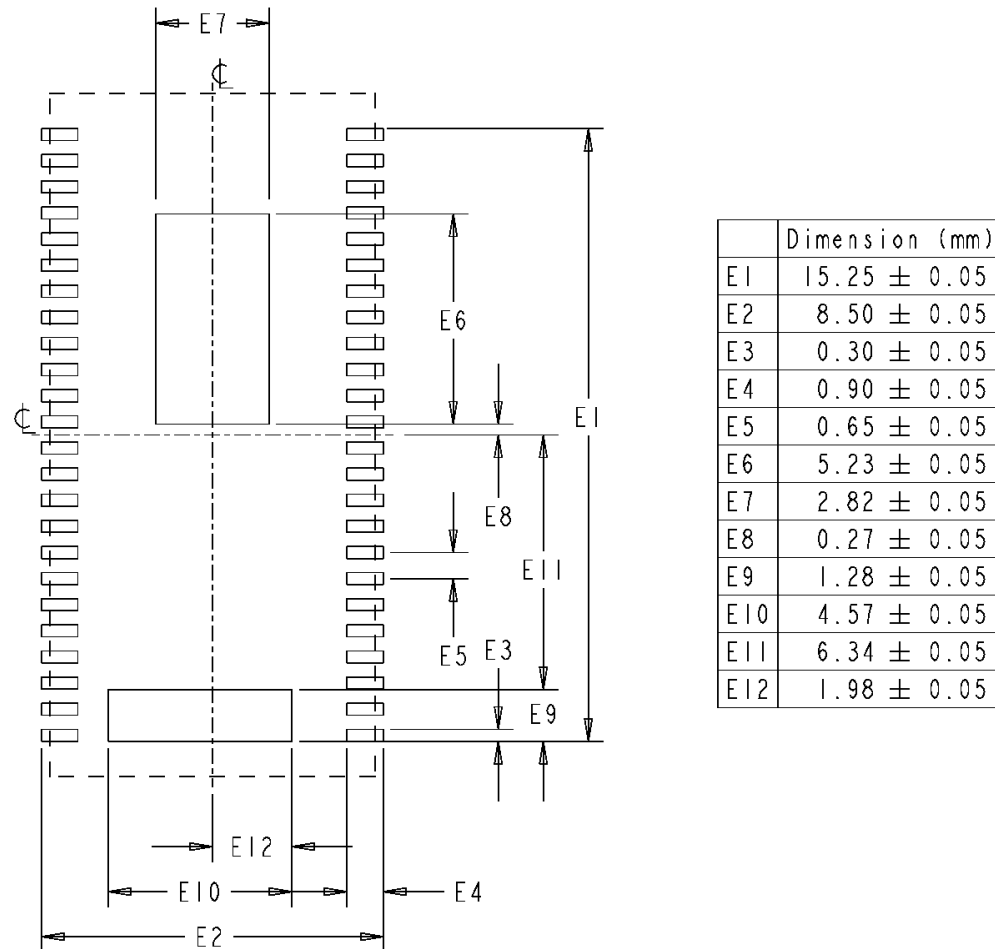 E7
℄
E6
E1
℄
E8
E11
E5
E3
E9
E12
E10
E4
E2
Dimension (mm)
E1 15.25 ± 0.05
E2 8.50 ± 0.05
E3 0.30 ± 0.05
E4 0.90 ± 0.05
E5 0.65 ± 0.05
E6 5.23 ± 0.05
E7 2.82 ± 0.05
E8 0.27 ± 0.05
E9 1.28 ± 0.05
E10 4.57 ± 0.05
E11 6.34 ± 0.05
E12 1.98 ± 0.05